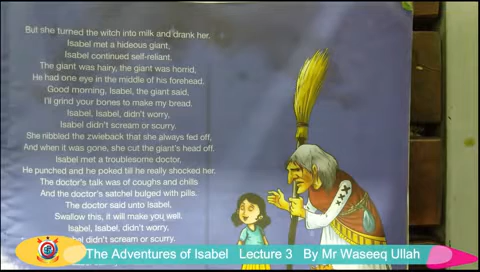 But she turned the witch into milk and drank her.
Isabel met a hideous giant,
Isabel continued self-reliant.
The giant was hairy, the giant was horrid,
He had one eye in the middle of his forehead.
Good morning, Isabel, the giant said,
I'll grind your bones to make my bread.
Isabel, Isabel, didn't worry,
Isabel didn't scream or scurry.
She nibbled the zwieback that she always fed off,
And when it was gone, she cut the giant's head off.
Isabel met a troublesome doctor,
He punched and he poked till he really shocked her.
The doctor's talk was of coughs and chills
And the doctor's satchel bulged with pills.
The doctor said unto Isabel,
Swallow this, it will make you well.
Isabel, Isabel, didn't worry,
didn't scream or scurry.
The Adventures of Isabel Lecture 3 By Mr Waseeq Ullah